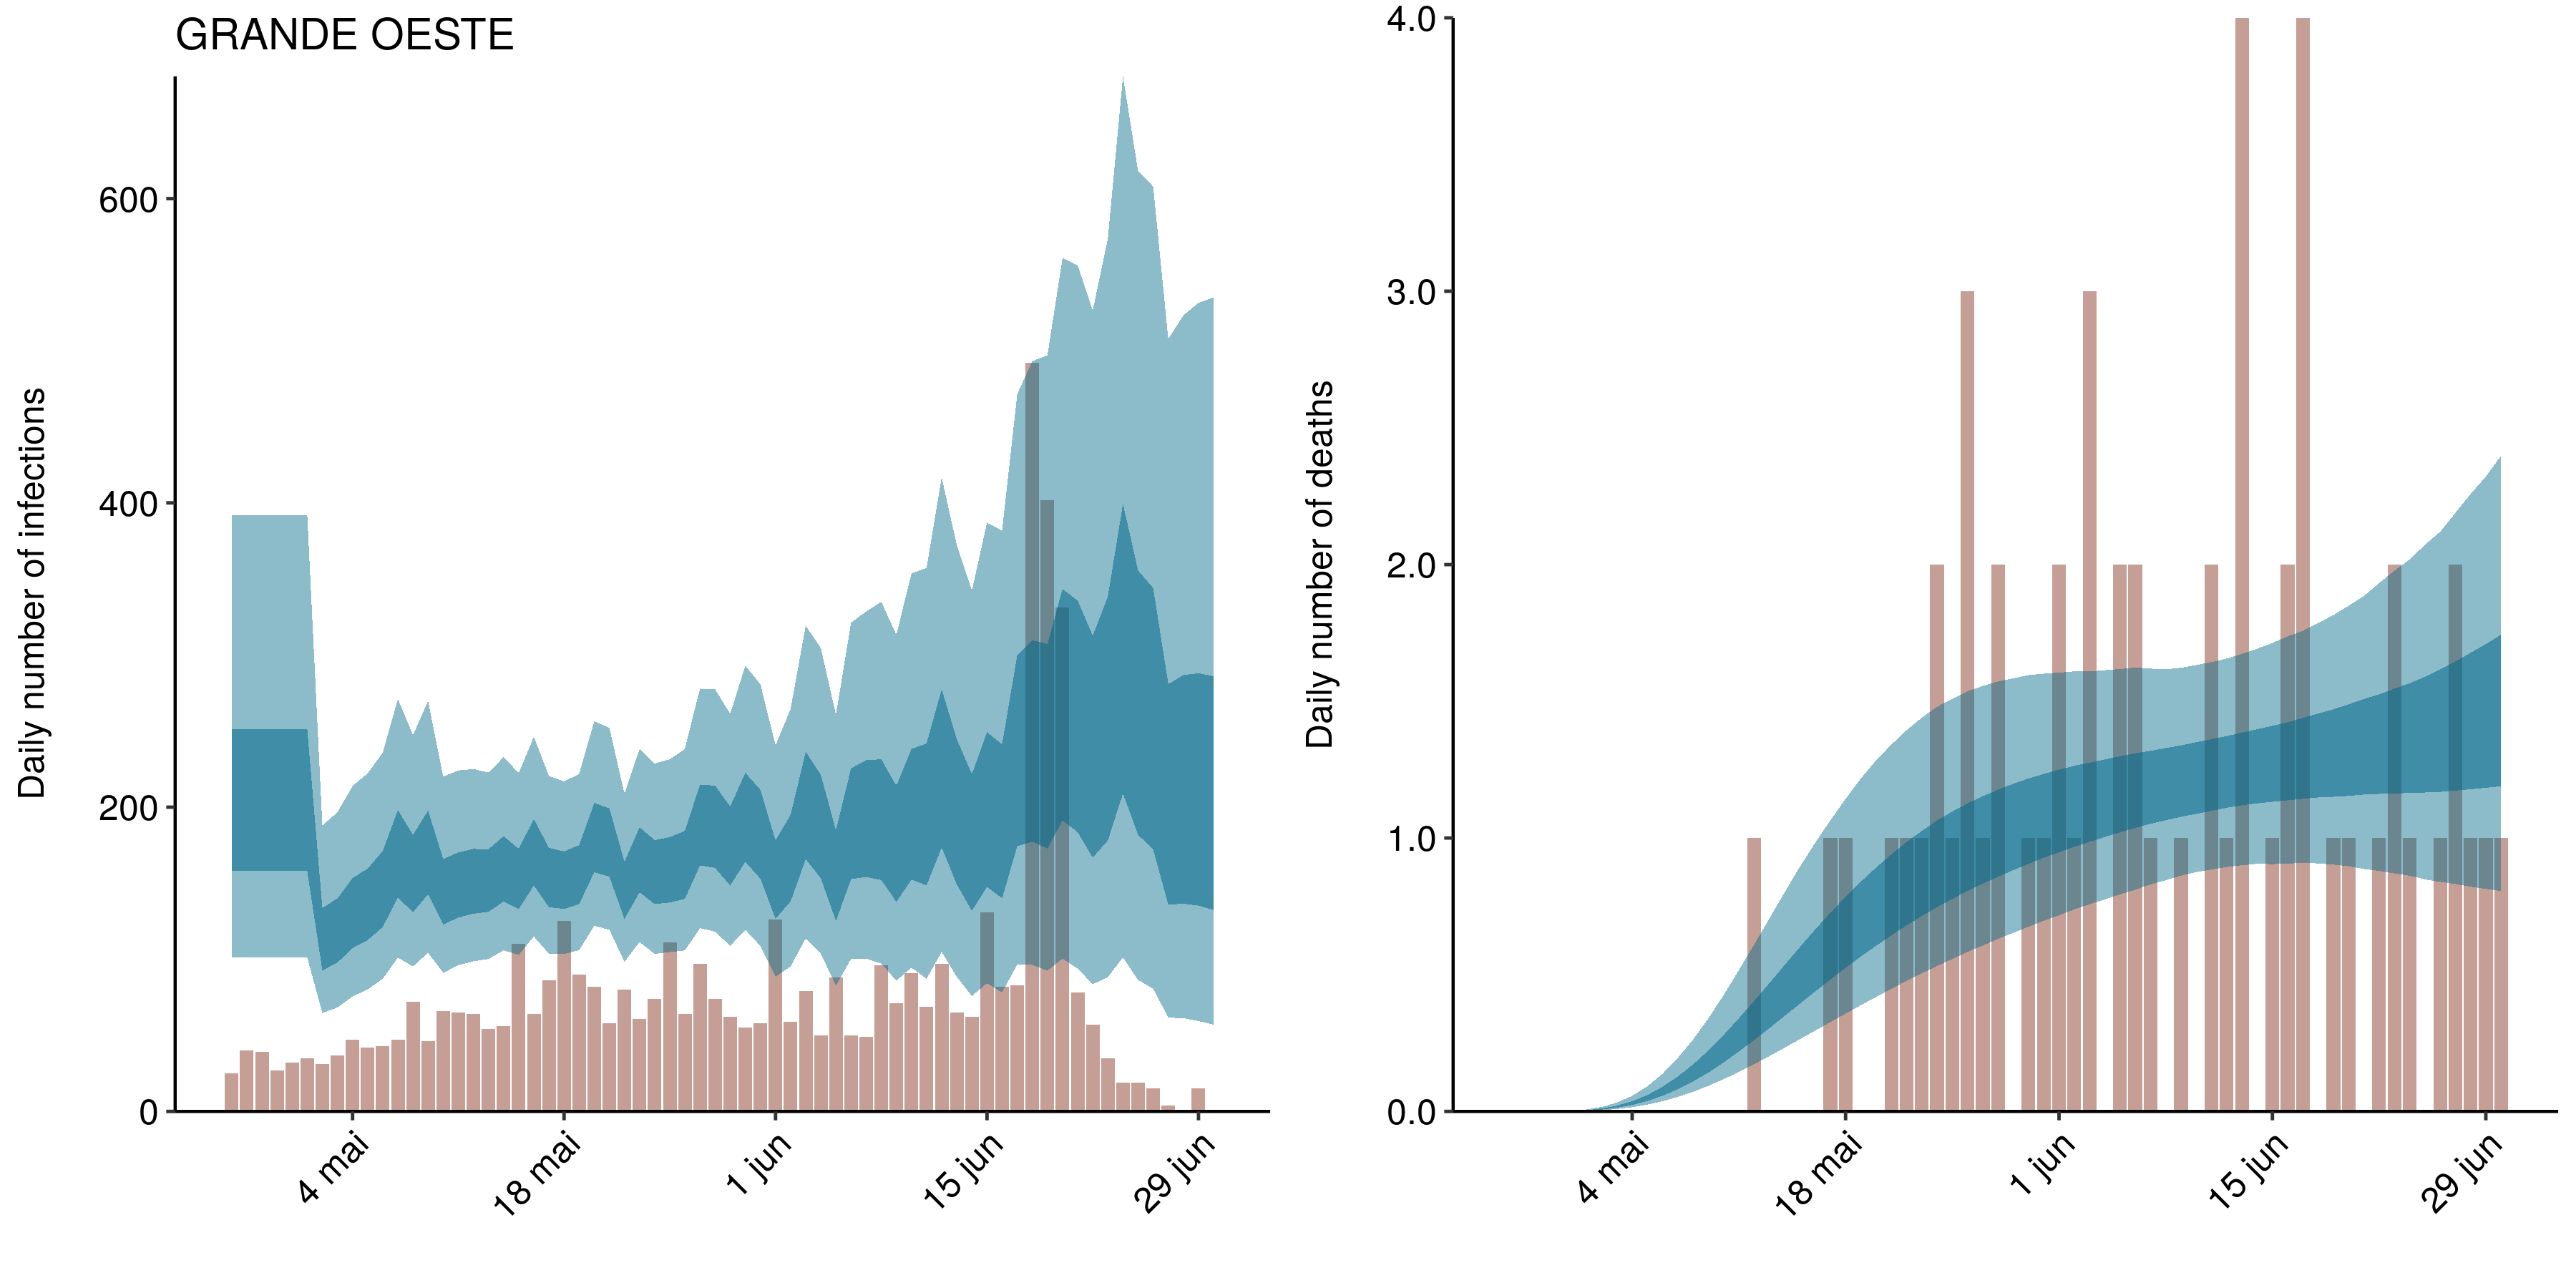 GRANDE OESTE
Daily number of infections
600
400
200
0
4 mai
18 mai
1 jun
15 jun
29 jun
Daily number of deaths
4.0
3.0
2.0
1.0
0.0
4 mai
18 mai
1 jun
15 jun
29 jun